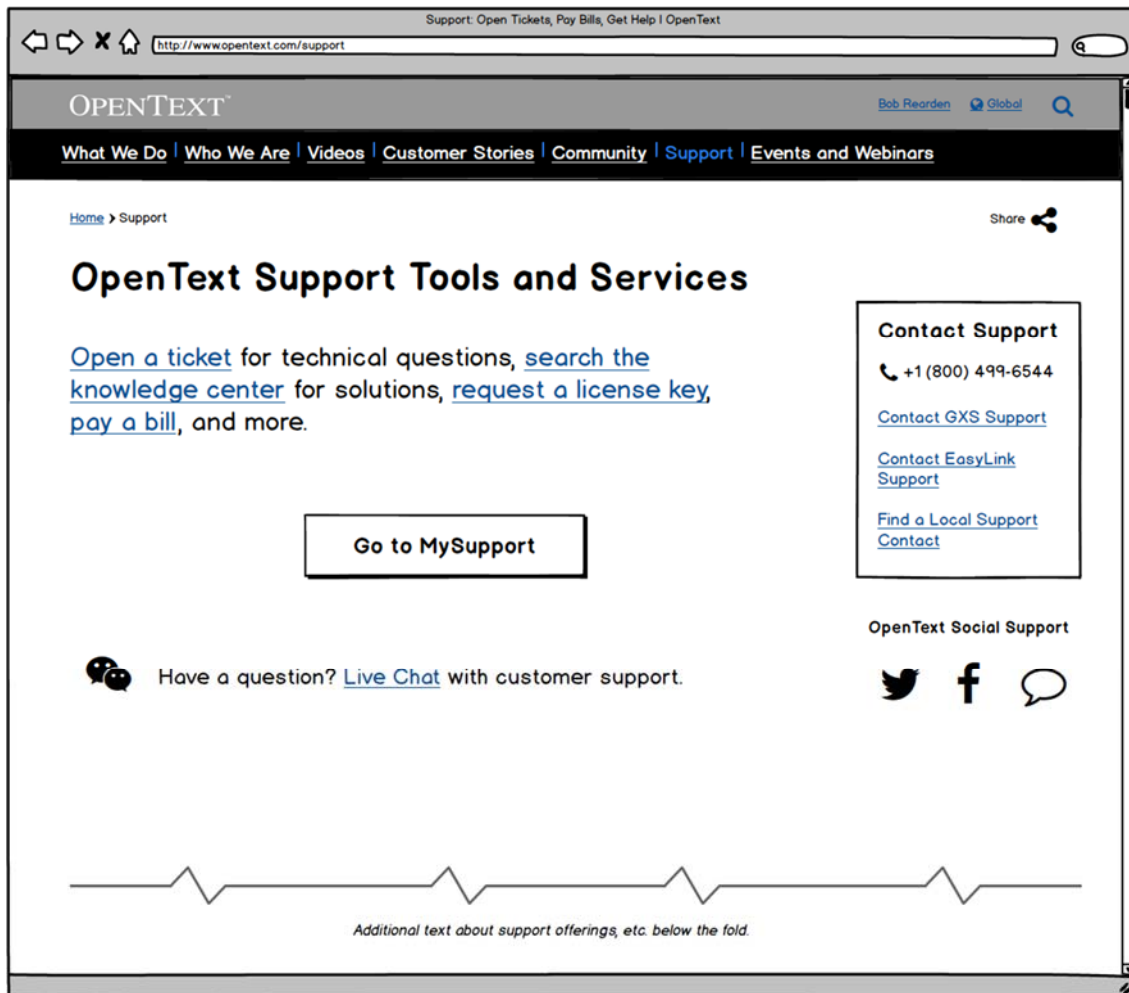 Support: Open Tickets, Pay Bills, Get Help | OpenText
http://www.opentext.com/support
OPENTEXT™
Bob Rearden Global
What We Do | Who We Are | Videos | Customer Stories | Community | Support | Events and Webinars
Home > Support
Share
OpenText Support Tools and Services
Open a ticket for technical questions, search the
knowledge center for solutions, request a license key,
pay a bill, and more.
Go to MySupport
Have a question? Live Chat with customer support.
Contact Support
+1 (800) 499-6544
Contact GXS Support
Contact EasyLink
Support
Find a Local Support
Contact
OpenText Social Support
Additional text about support offerings, etc. below the fold.